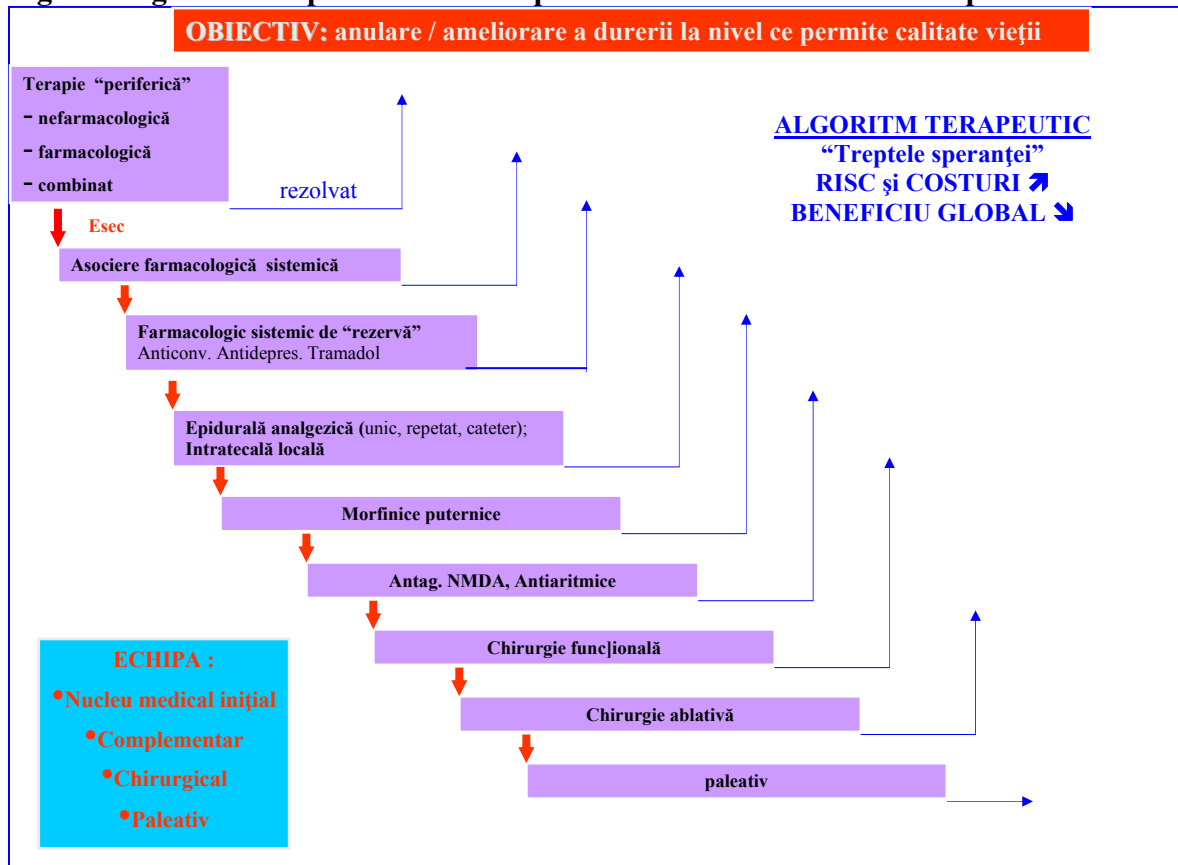 OBIECTIV: anulare / ameliorare a durerii la nivel ce permite calitate vieţii
Terapie “periferică”
- nefarmacologică
- farmacologică
- combinat
rezolvat
ALGORITM TERAPEUTIC
“Treptele speranţei”
RISC şi COSTURI ↗
BENEFICIU GLOBAL ↘
Esec
Asociere farmacologică sistemică
Farmacologic sistemic de “rezervă”
Anticonv. Antidepres. Tramadol
Epidurală analgezică (unic, repetat, cateter);
Intratecală locală
Morfinice puternice
Antag. NMDA, Antiaritmice
Chirurgie func]ională
Chirurgie ablativă
paleativ
ECHIPA :
•Nucleu medical iniţial
•Complementar
•Chirurgical
•Paleativ